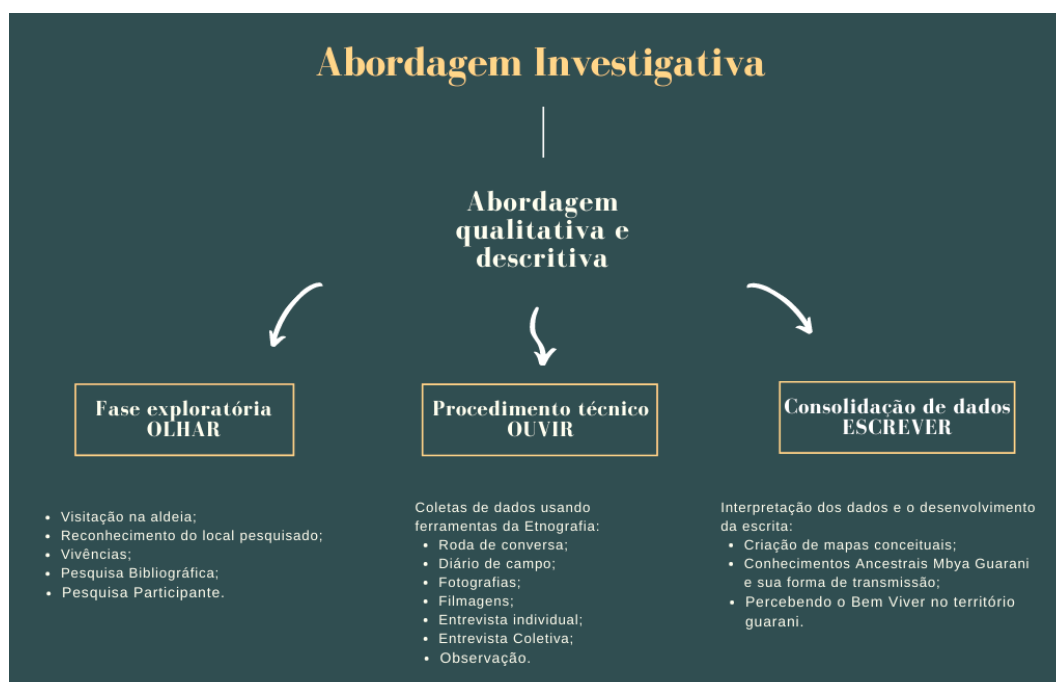 Abordagem Investigativa
Abordagem
qualitativa e
descritiva
Fase exploratória
OLHAR
• Visitação na aldeia;
• Reconhecimento do local pesquisado;
• Vivências;
• Pesquisa Bibliográfica;
• Pesquisa Participante.
Procedimento técnico
OUVIR
Coletas de dados usando
ferramentas da Etnografia:
• Roda de conversa;
• Diário de campo;
• Fotografias;
• Filmagens;
• Entrevista individual;
• Entrevista Coletiva;
• Observação.
Consolidação de dados
ESCREVER
Interpretação dos dados e o desenvolvimento
da escrita:
• Criação de mapas conceituais;
• Conhecimentos Ancestrais Mbya Guarani
e sua forma de transmissão;
• Percebendo o Bem Viver no território
guarani.